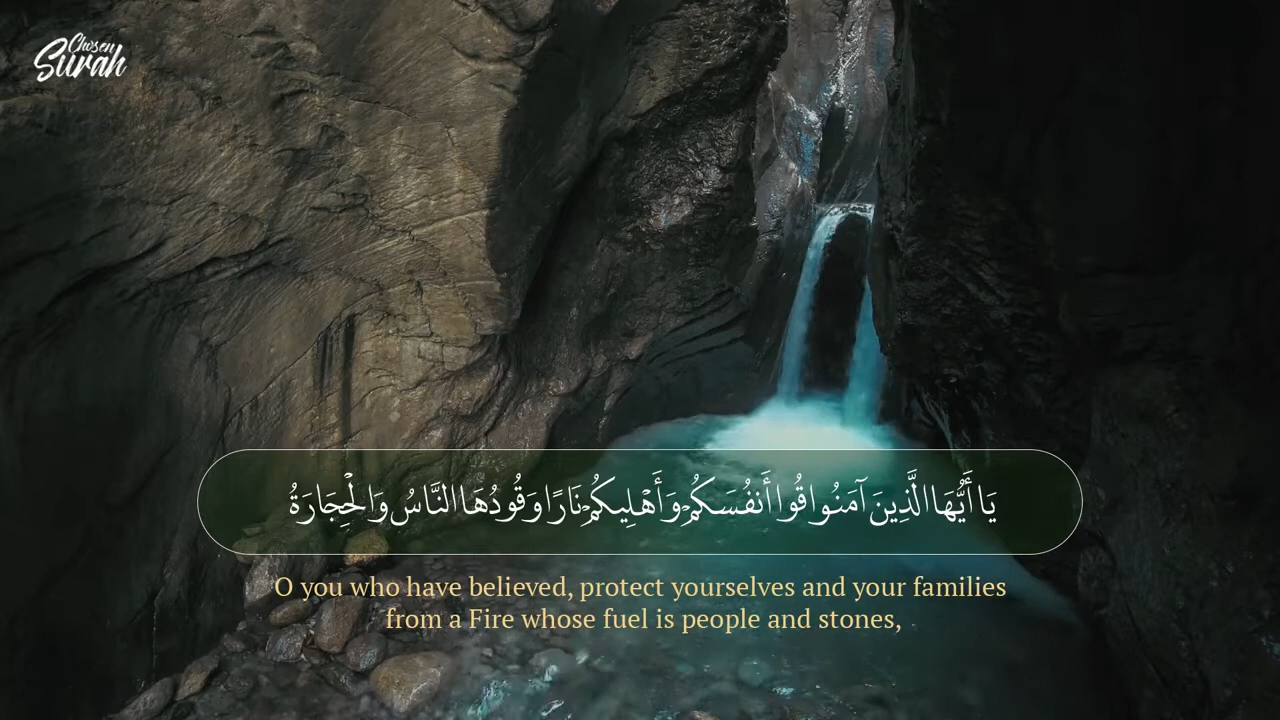 Chosen
Surah
يَا أَيُّهَا الَّذِينَ آمَنُوا قُوا أَنفُسَكُمْ وَأَهْلِيكُمْ نَارًا وَقُودُهَا النَّاسُ وَالْحِجَارَةُ
O you who have believed, protect yourselves and your families
from a Fire whose fuel is people and stones,